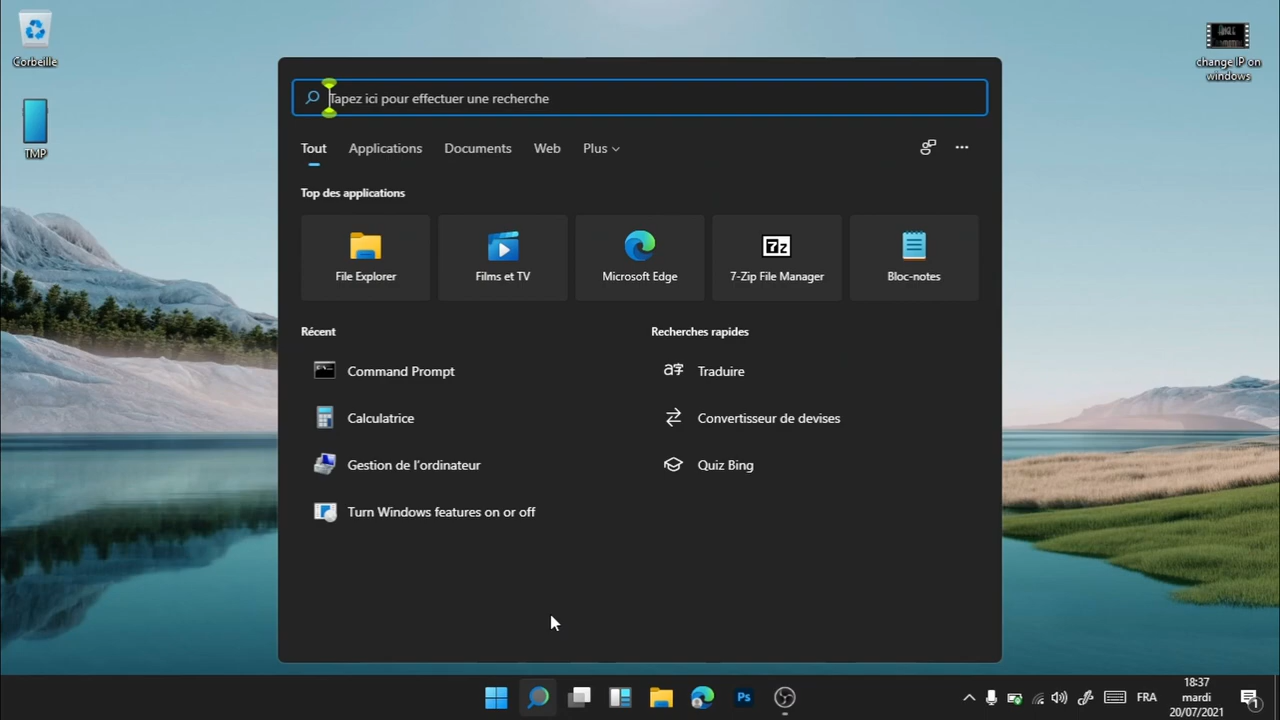 Corbeille
TMP
change IP on
windows
Tapez ici pour effectuer une recherche
Tout Applications Documents Web Plus
Top des applications
File Explorer Films et TV Microsoft Edge 7-Zip File Manager Bloc-notes
Récent
Command Prompt
Calculatrice
Gestion de l'ordinateur
Turn Windows features on or off
Recherches rapides
Traduire
Convertisseur de devises
Quiz Bing
Ps
FRA
18:37
mardi
20/07/2021
1